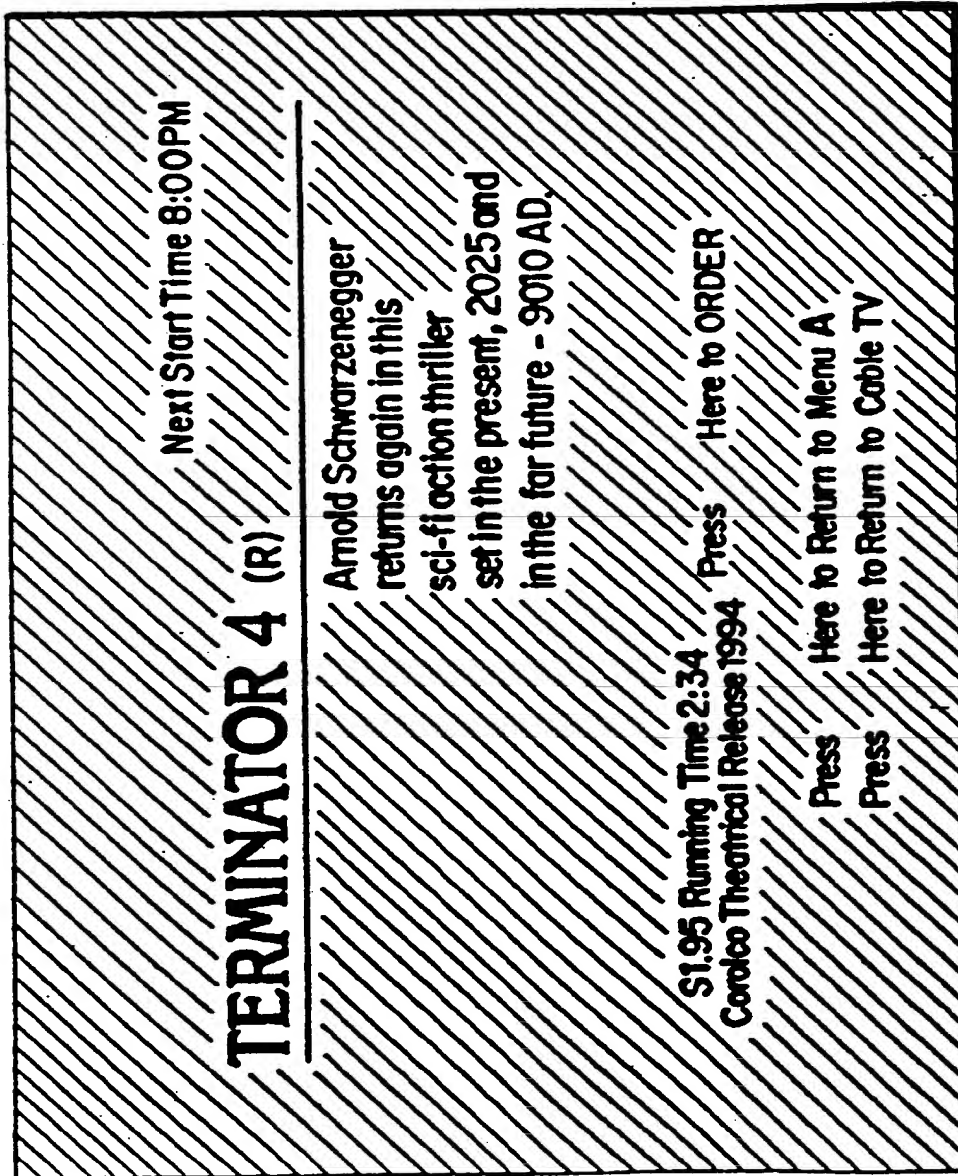 Next Start Time 8:00PM
TERMINATOR 4 (R)
Arnold Schwarzenegger
returns again in this
sci-fi action thriller
set in the present, 2025 and
in the far future - 9010 AD.
$1.95 Running Time 2:34
Carolco Theatrical Release 1994
Press Here to ORDER
Press Here to Return to Menu A
Press Here to Return to Cable TV